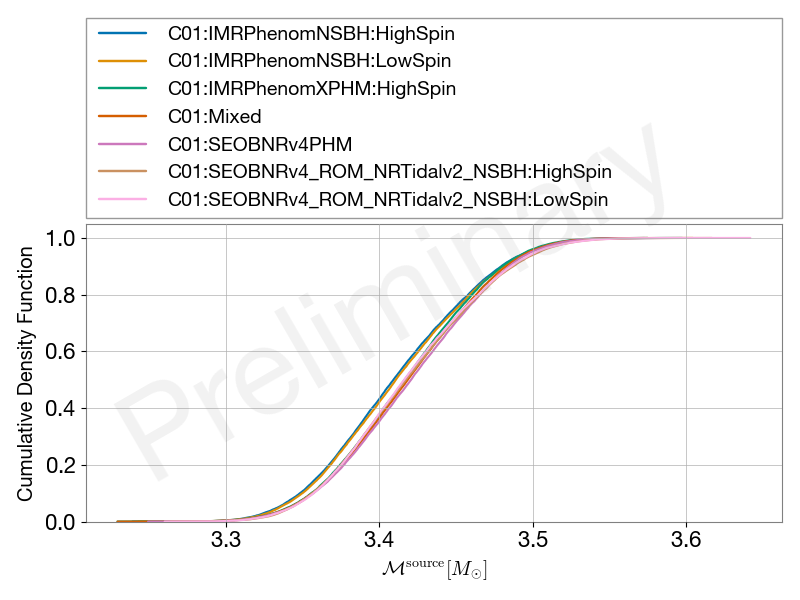 C01:IMRPhenomNSBH:HighSpin
C01:IMRPhenomNSBH:LowSpin
C01:IMRPhenomXPHM:HighSpin
C01:Mixed
C01:SEOBNRv4PHM
C01:SEOBNRv4_ROM_NRTidalv2_NSBH:HighSpin
C01:SEOBNRv4_ROM_NRTidalv2_NSBH:LowSpin
Preliminary
Cumulative Density Function
1.0
0.8
0.6
0.4
0.2
0.0
3.3 3.4 3.5 3.6
ℳ^source [M_⊙]